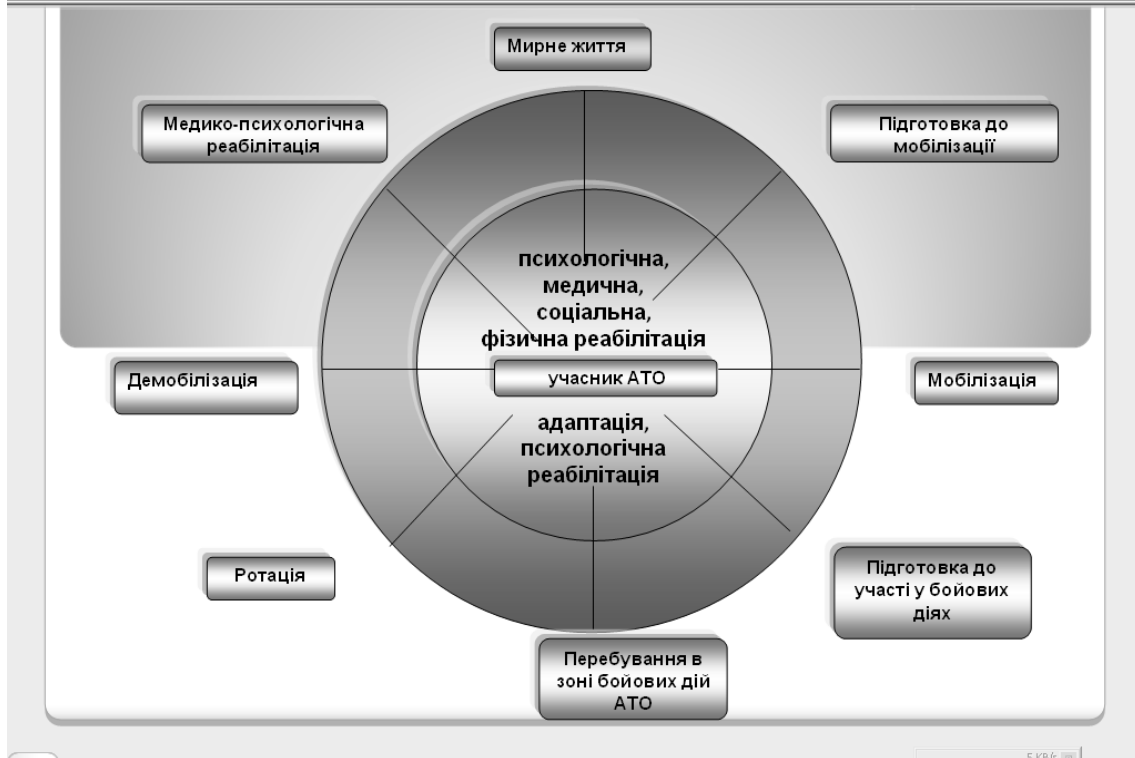 Мирне життя
Медико-психологічна
реабілітація
Підготовка до
мобілізації
психологічна,
медична,
соціальна,
фізична реабілітація
Демобілізація
учасник АТО
Мобілізація
адаптація,
психологічна
реабілітація
Ротація
Підготовка до
участі у бойових
діях
Перебування в
зоні бойових дій
АТО